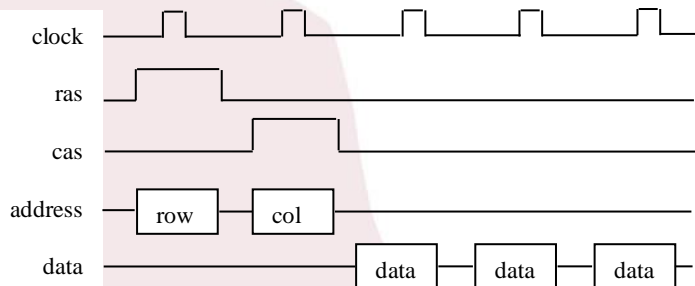 clock
ras
cas
address row col
data data data data